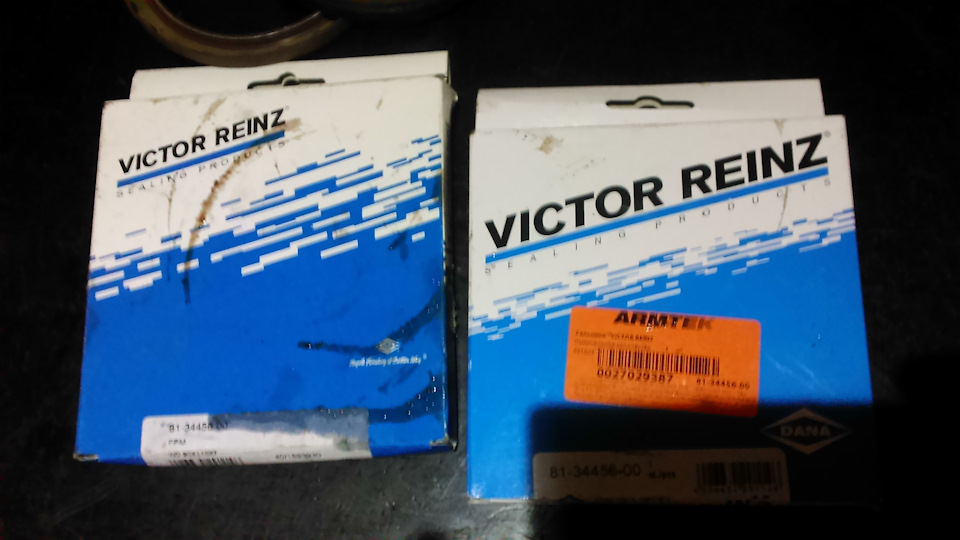 VICTOR REINZ
SEALING PRODUCTS
81-34456-00
FPM
VICTOR REINZ®
SEALING PRODUCTS
ARMTEK
0027029387
81-34456-00
DANA
81-34456-00